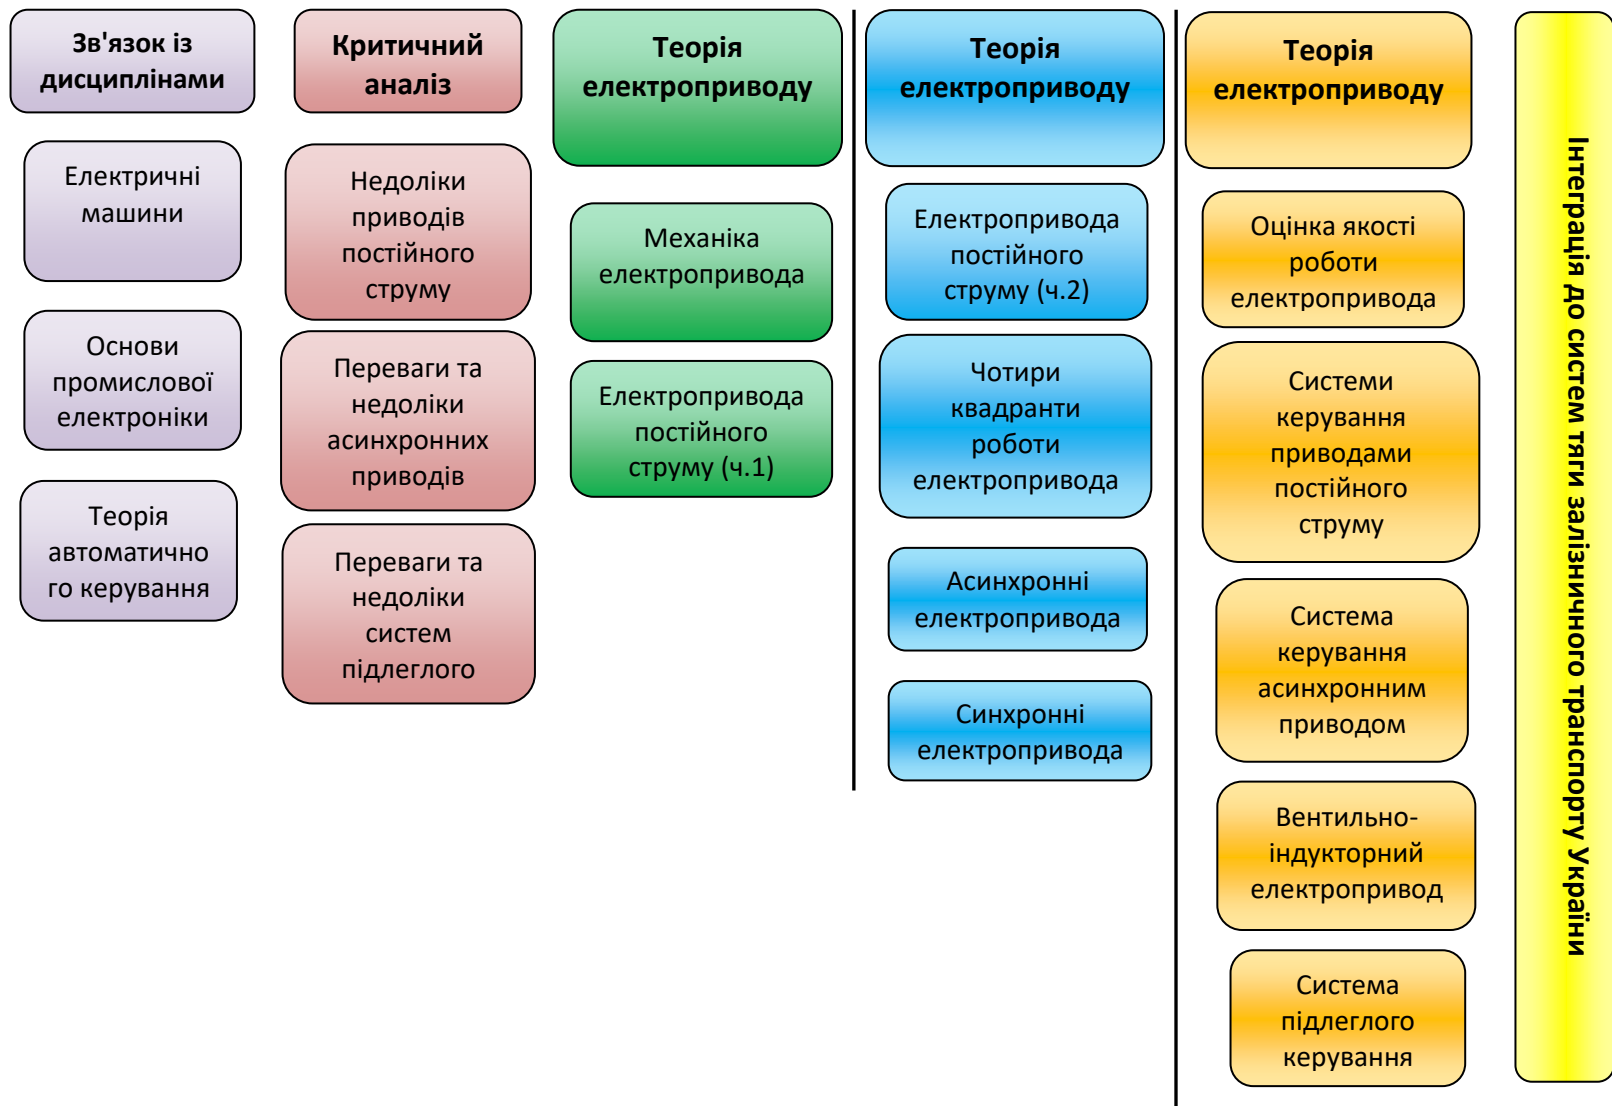 Зв'язок із
дисциплінами
Електричні
машини
Основи
промислової
електроніки
Теорія
автоматично
го керування
Критичний
аналіз
Недоліки
приводів
постійного
струму
Переваги та
недоліки
асинхронних
приводів
Переваги та
недоліки
систем
підлеглого
Теорія
електроприводу
Механіка
електропривода
Електропривода
постійного
струму (ч.1)
Теорія
електроприводу
Електропривода
постійного
струму (ч.2)
Чотири
квадранти
роботи
електропривода
Асинхронні
електропривода
Синхронні
електропривода
Теорія
електроприводу
Оцінка якості
роботи
електропривода
Системи
керування
приводами
постійного
струму
Система
керування
асинхронним
приводом
Вентильно-
індукторний
електропривод
Система
підлеглого
керування
Інтеграція до систем тяги залізничного транспорту України